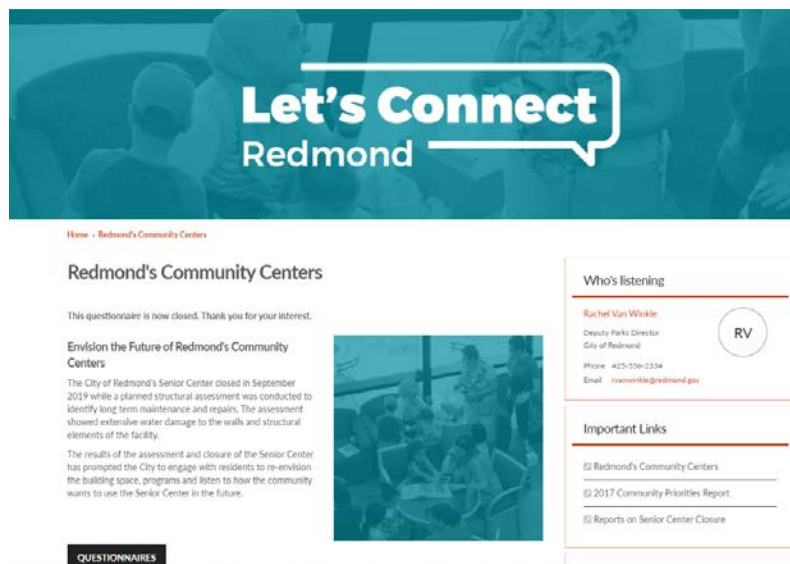 Let's Connect
Redmond
Home › Redmond's Community Centers
Redmond's Community Centers
This questionnaire is now closed. Thank you for your interest.
Envision the Future of Redmond's Community
Centers
The City of Redmond's Senior Center closed in September
2019 while a planned structural assessment was conducted to
identify long term maintenance and repairs. The assessment
showed extensive water damage to the walls and structural
elements of the facility.
The results of the assessment and closure of the Senior Center
has prompted the City to engage with residents to re-envision
the building space, programs and listen to how the community
wants to use the Senior Center in the future.
QUESTIONNAIRES
Who's listening
Rachel Van Winkle
Deputy Parks Director
City of Redmond
RV
Phone 425-556-2334
Email rvanwinkle@redmond.gov
Important Links
Redmond's Community Centers
2017 Community Priorities Report
Reports on Senior Center Closure